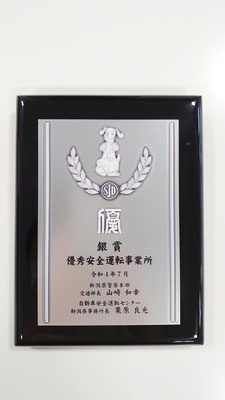 SJD
優
銀賞
優秀安全運転事業所
令和4年7月
新潟県警察本部
交通部長 山崎 和幸
自動車安全運転センター
新潟県事務所長 栗原 良光